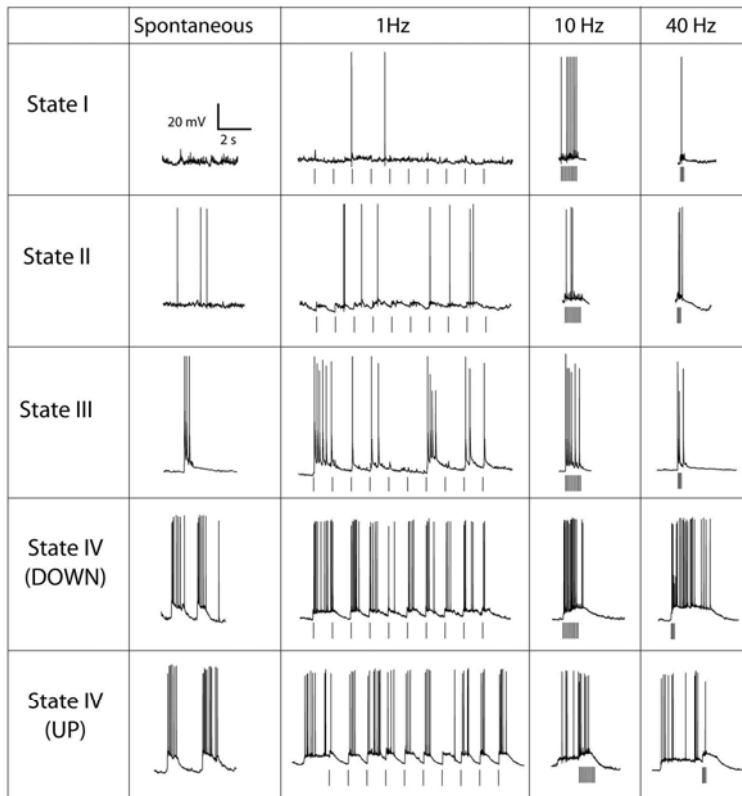 Spontaneous 1Hz 10 Hz 40 Hz
State I
20 mV
2 s
State II
State III
State IV
(DOWN)
State IV
(UP)